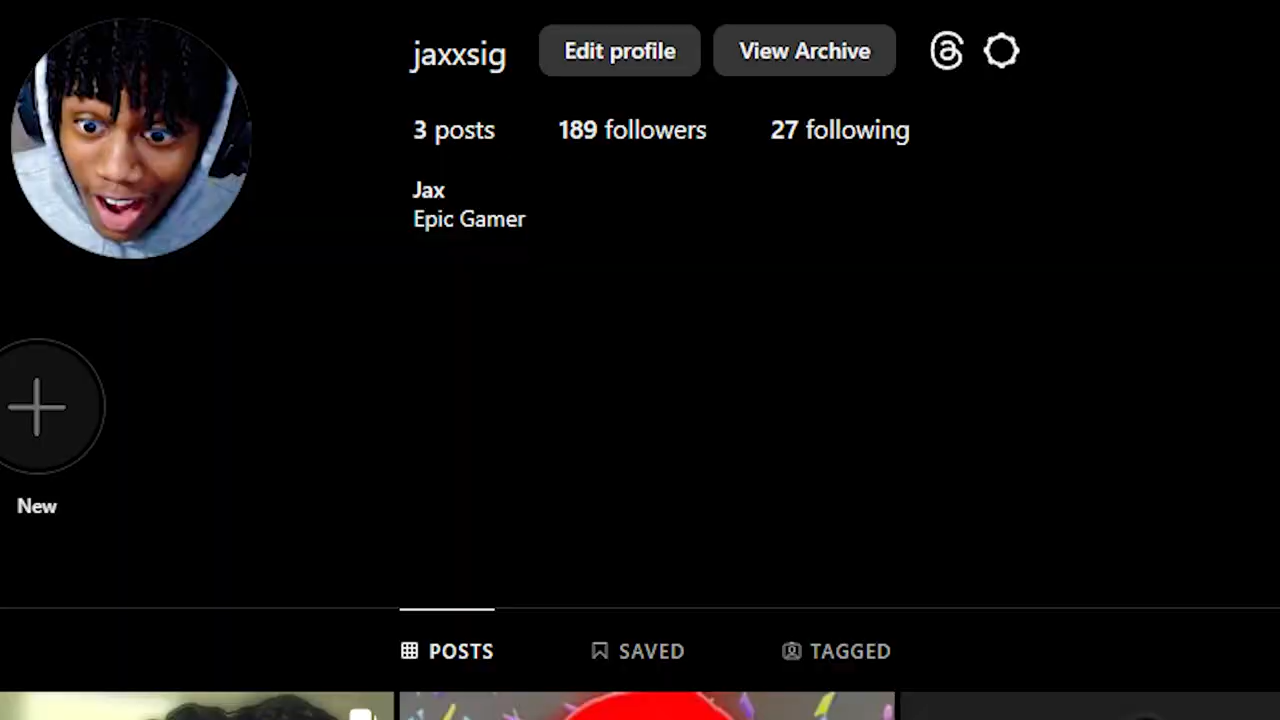 jaxxsig Edit profile View Archive
3 posts 189 followers 27 following
Jax
Epic Gamer
New
POSTS SAVED TAGGED